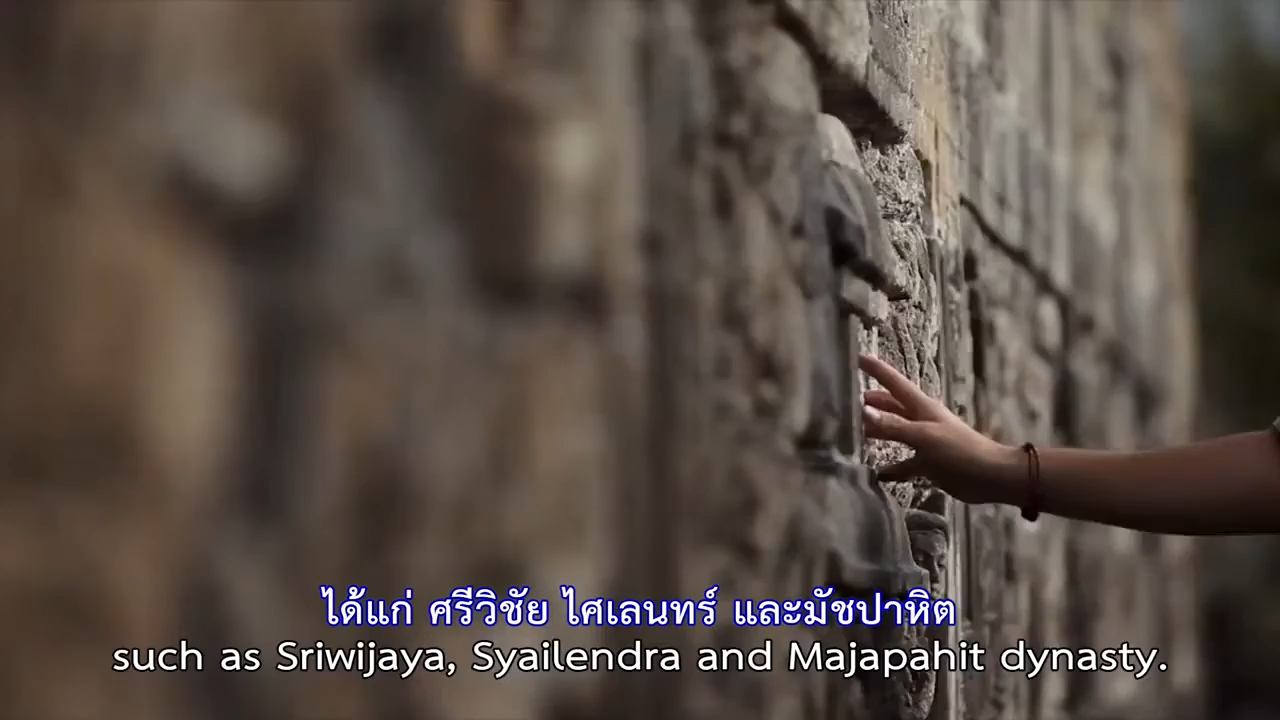 ได้แก่ ศรีวิชัย ไศเลนทร์ และมัชปาหิต
such as Sriwijaya, Syailendra and Majapahit dynasty.